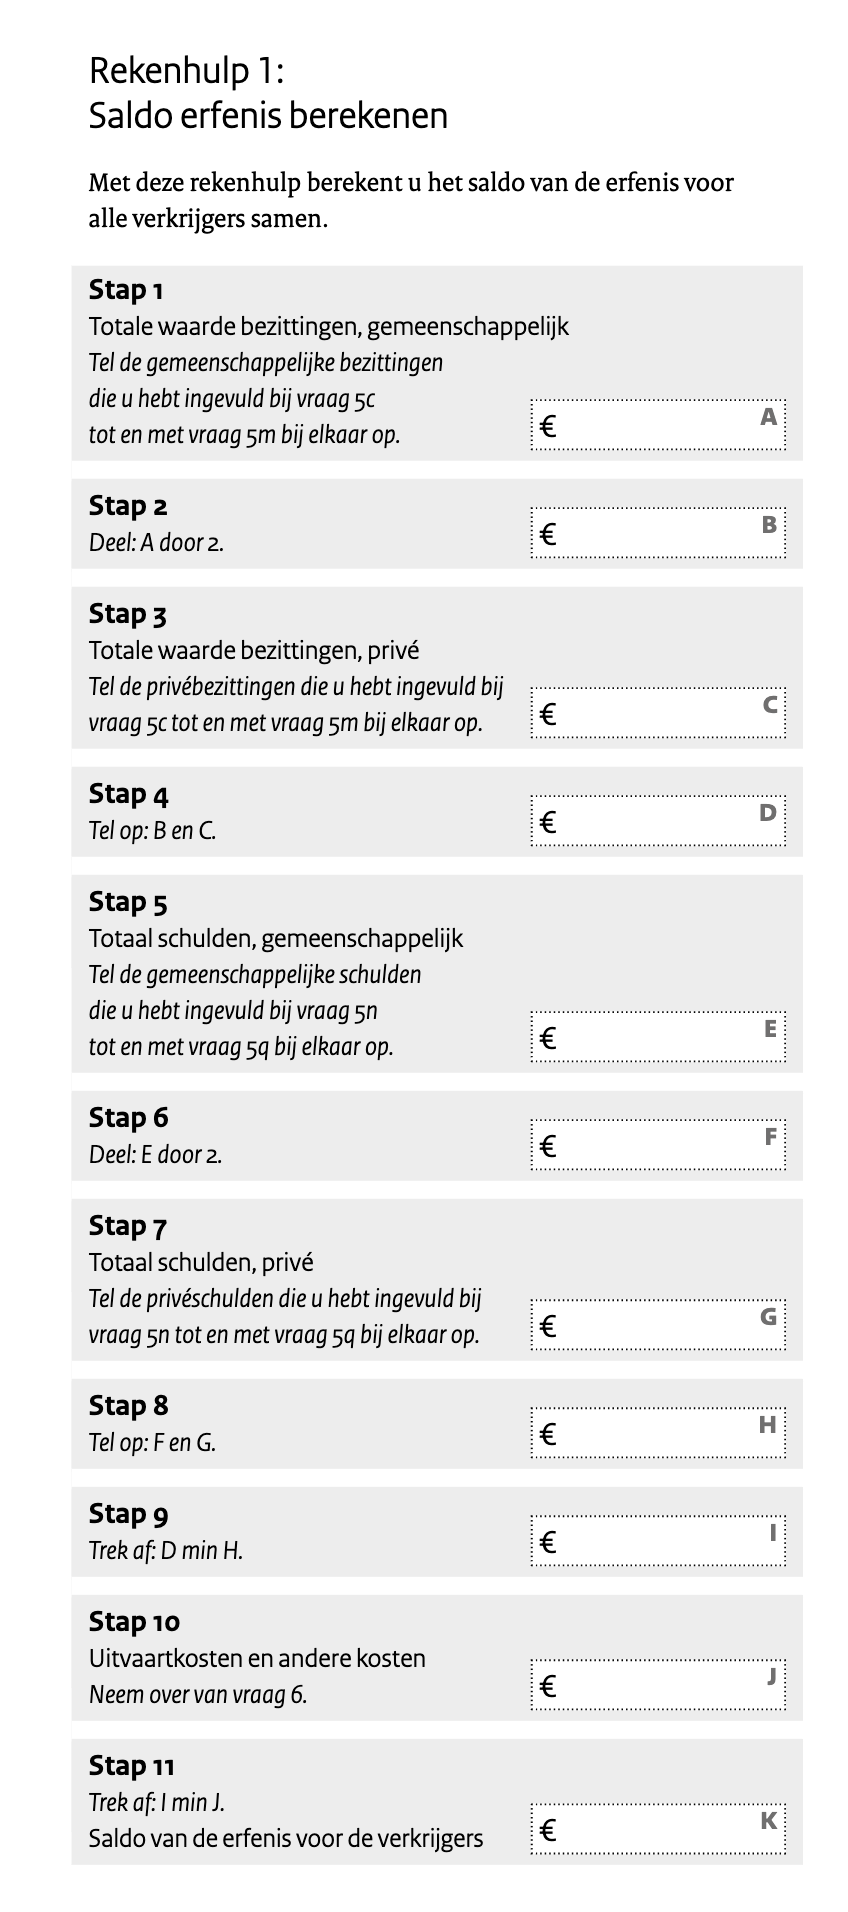 Rekenhulp 1:
Saldo erfenis berekenen
Met deze rekenhulp berekent u het saldo van de erfenis voor
alle verkrijgers samen.
Stap 1
Totale waarde bezittingen, gemeenschappelijk
Tel de gemeenschappelijke bezittingen
die u hebt ingevuld bij vraag 5c
tot en met vraag 5m bij elkaar op.
€ A
Stap 2
Deel: A door 2.
€ B
Stap 3
Totale waarde bezittingen, privé
Tel de privébezittingen die u hebt ingevuld bij
vraag 5c tot en met vraag 5m bij elkaar op.
€ C
Stap 4
Tel op: B en C.
€ D
Stap 5
Totaal schulden, gemeenschappelijk
Tel de gemeenschappelijke schulden
die u hebt ingevuld bij vraag 5n
tot en met vraag 5q bij elkaar op.
€ E
Stap 6
Deel: E door 2.
€ F
Stap 7
Totaal schulden, privé
Tel de privéschulden die u hebt ingevuld bij
vraag 5n tot en met vraag 5q bij elkaar op.
€ G
Stap 8
Tel op: F en G.
€ H
Stap 9
Trek af: D min H.
€ I
Stap 10
Uitvaartkosten en andere kosten
Neem over van vraag 6.
€ J
Stap 11
Trek af: I min J.
Saldo van de erfenis voor de verkrijgers
€ K